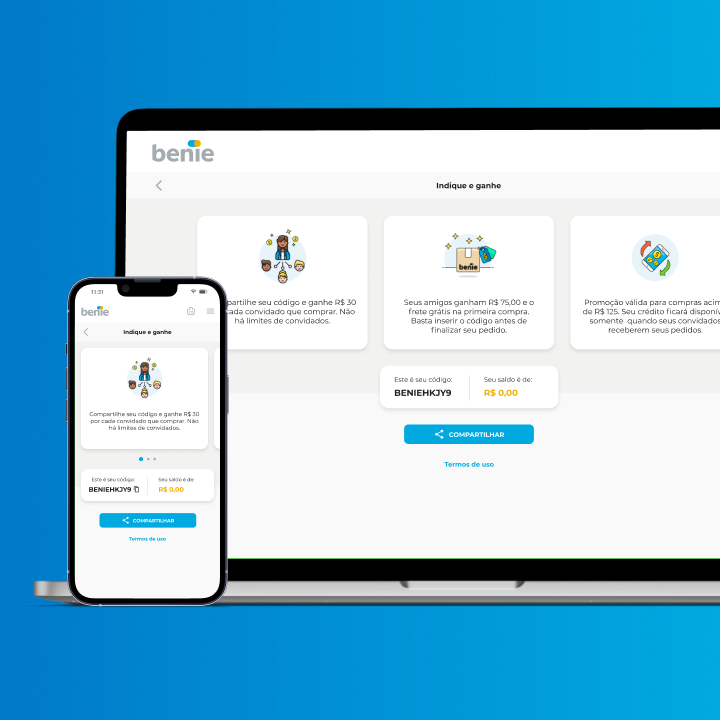 benie
Indique e ganhe
partilhe seu código e ganhe R$ 30
cada convidado que comprar. Não
há limites de convidados.
benie
Seus amigos ganham R$ 75,00 e o
frete grátis na primeira compra.
Basta inserir o código antes de
finalizar seu pedido.
Promoção válida para compras acim
de R$ 125. Seu crédito ficará disponív
somente quando seus convidados
receberem seus pedidos.
Este é seu código:
BENIEHKJY9
Seu saldo é de:
R$ 0,00
COMPARTILHAR
Termos de uso
11:31
benie
Indique e ganhe
Compartilhe seu código e ganhe R$ 30
por cada convidado que comprar. Não
há limites de convidados.
Este é seu código:
BENIEHKJY9
Seu saldo é de:
R$ 0,00
COMPARTILHAR
Termos de uso